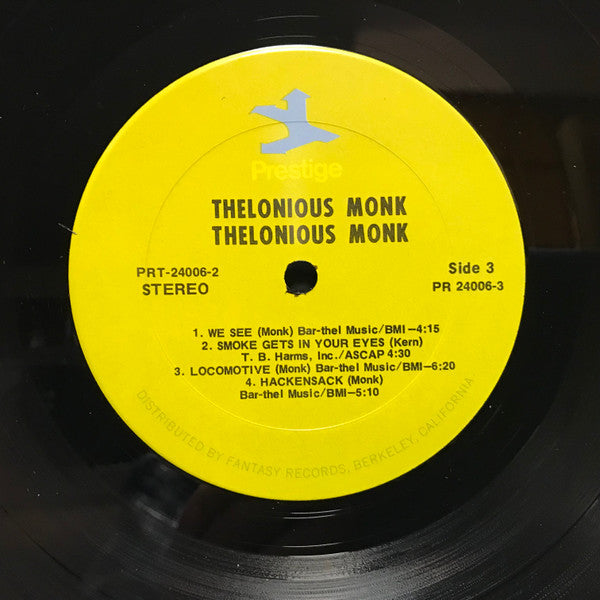 Prestige
THELONIOUS MONK
THELONIOUS MONK
PRT-24006-2
STEREO
Side 3
PR 24006-3
1. WE SEE (Monk) Bar-thel Music/BMI—4:15
2. SMOKE GETS IN YOUR EYES (Kern)
T. B. Harms, Inc./ASCAP 4:30
3. LOCOMOTIVE (Monk) Bar-thel Music/BMI—6:20
4. HACKENSACK (Monk)
Bar-thel Music/BMI—5:10
DISTRIBUTED BY FANTASY RECORDS, BERKELEY, CALIFORNIA